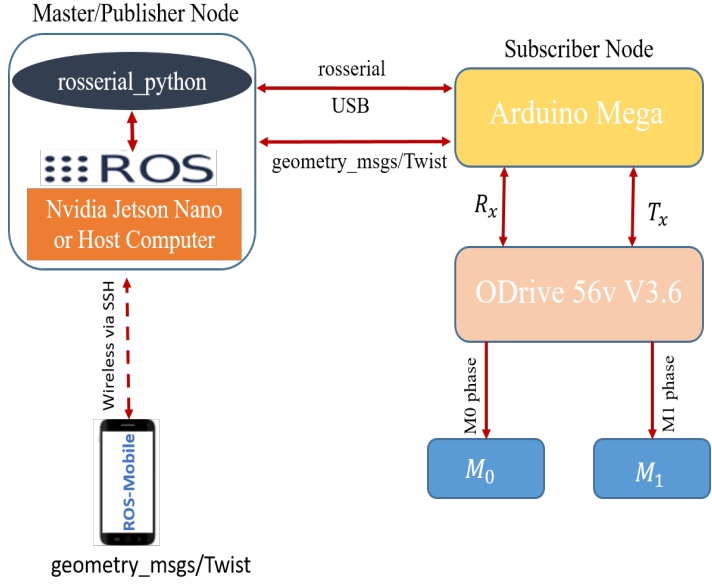 Master/Publisher Node
rosserial_python
ROS
Nvidia Jetson Nano
or Host Computer
rosserial
USB
geometry_msgs/Twist
Subscriber Node
Arduino Mega
Rₓ
Tₓ
ODrive 56v V3.6
M0 phase
M1 phase
M₀
M₁
Wireless via SSH
ROS-Mobile
geometry_msgs/Twist